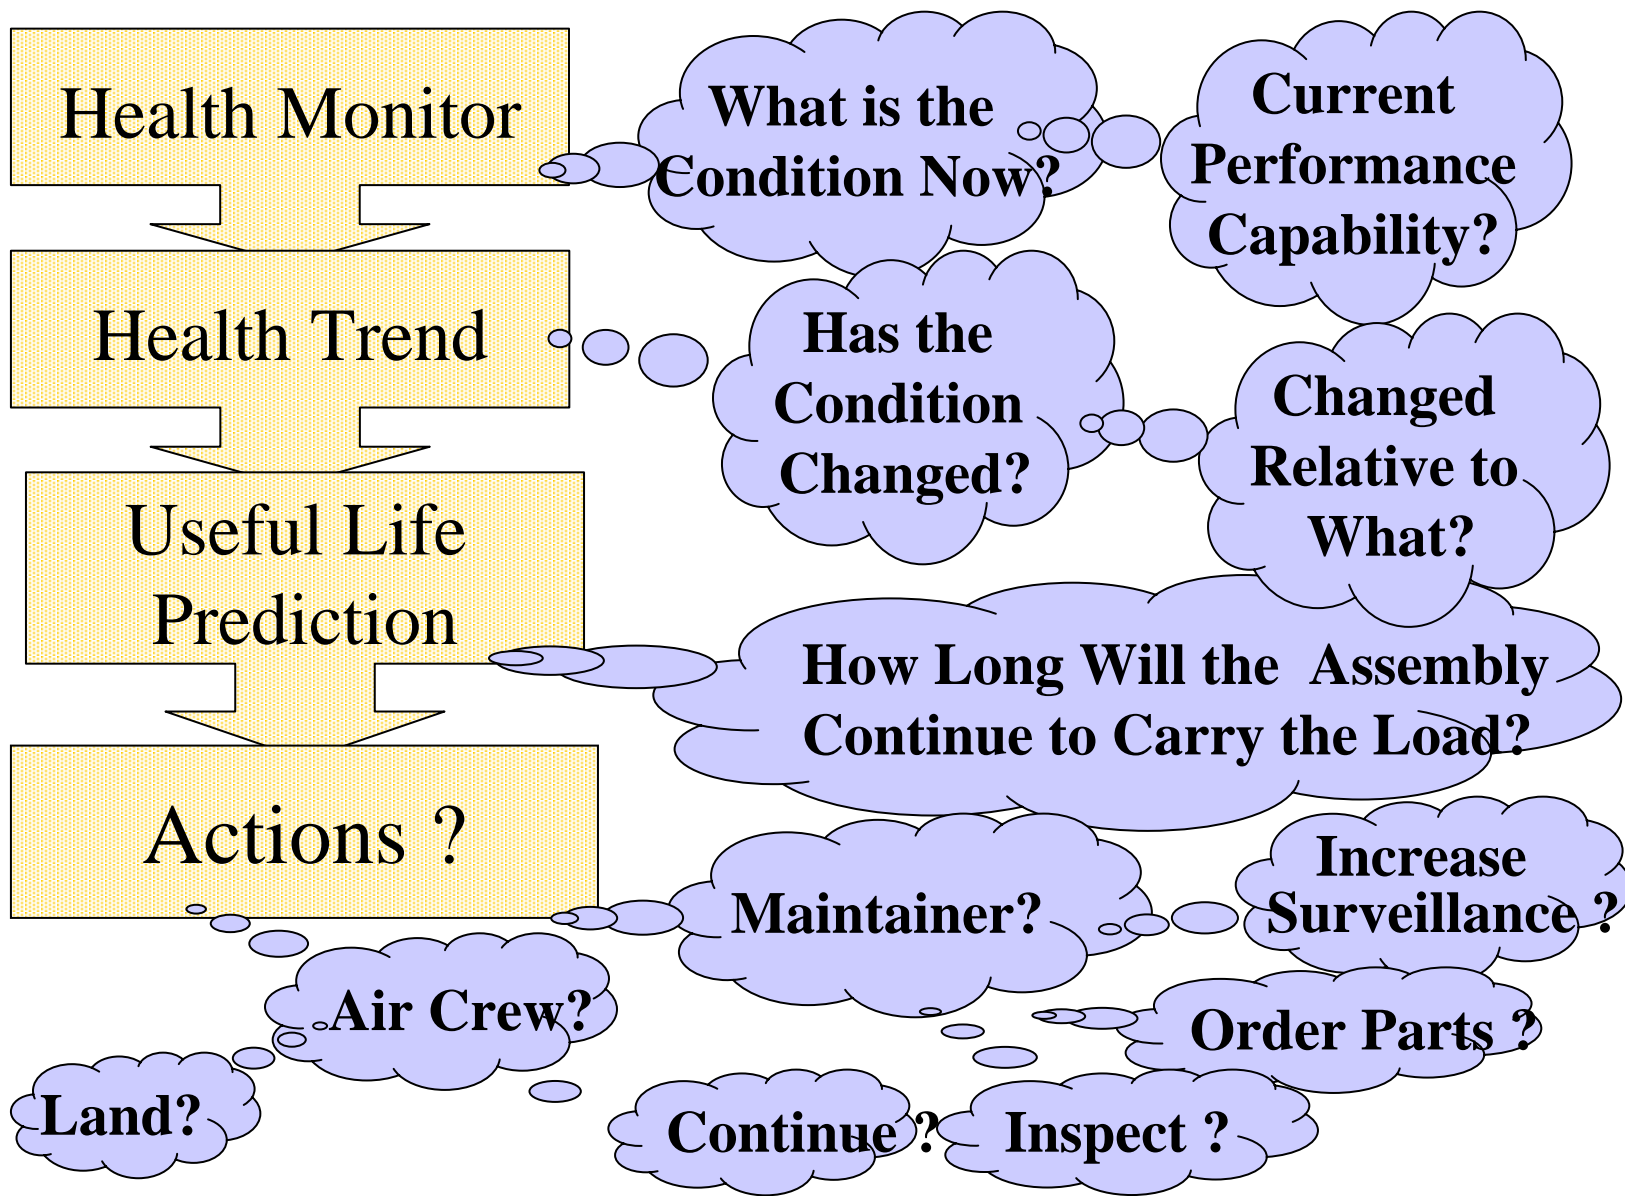 Health Monitor
What is the
Condition Now?
Current
Performance
Capability?
Health Trend
Has the
Condition
Changed?
Changed
Relative to
What?
Useful Life
Prediction
How Long Will the  Assembly
Continue to Carry the Load?
Actions ?
Maintainer?
Increase
Surveillance ?
Air Crew?
Order Parts ?
Land?
Continue ?
Inspect ?